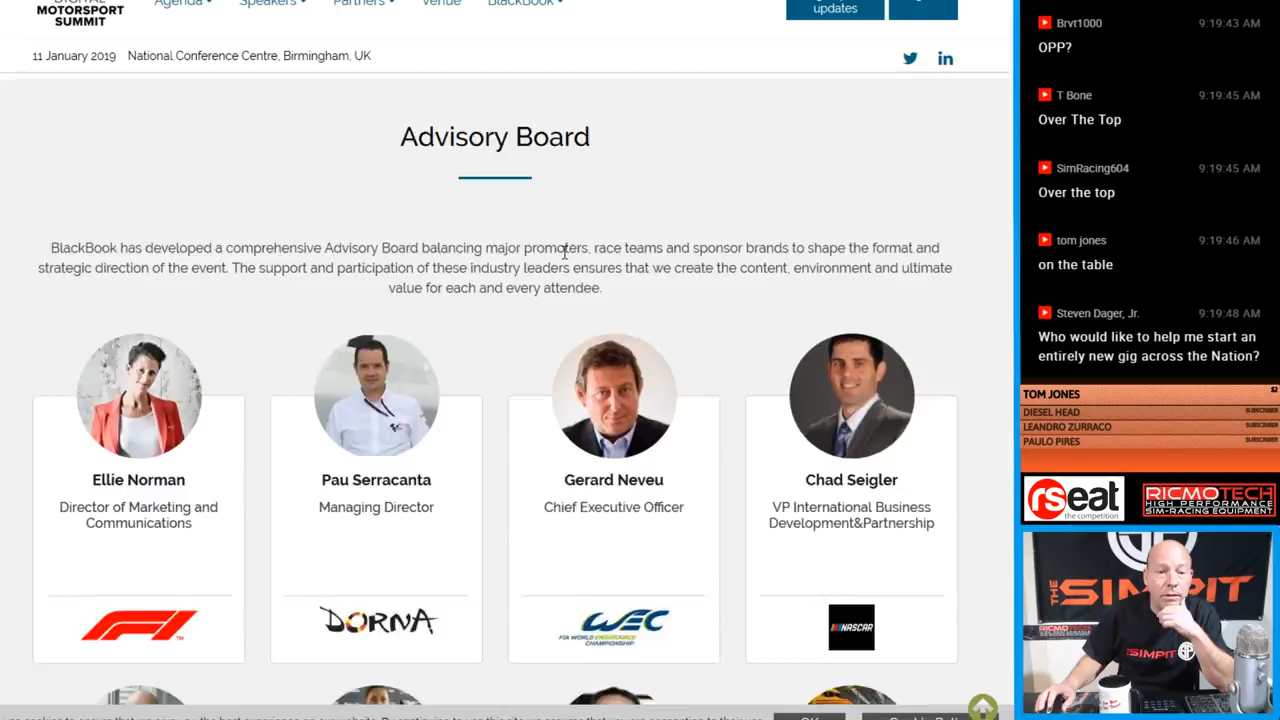 DIGITAL
MOTORSPORT
SUMMIT
Agenda
Speakers
Partners
Venue
BlackBook
updates
11 January 2019
National Conference Centre, Birmingham, UK
Advisory Board
BlackBook has developed a comprehensive Advisory Board balancing major promoters, race teams and sponsor brands to shape the format and
strategic direction of the event. The support and participation of these industry leaders ensures that we create the content, environment and ultimate
value for each and every attendee.
Ellie Norman
Director of Marketing and
Communications
F1
Pau Serracanta
Managing Director
DORNA
Gerard Neveu
Chief Executive Officer
WEC
FIA WORLD ENDURANCE
CHAMPIONSHIP
Chad Seigler
VP International Business
Development&Partnership
NASCAR
OK
Brvt1000
9:19:43 AM
OPP?
T Bone
9:19:45 AM
Over The Top
SimRacing604
9:19:45 AM
Over the top
tom jones
9:19:46 AM
on the table
Steven Dager, Jr.
9:19:48 AM
Who would like to help me start an
entirely new gig across the Nation?
TOM JONES
$2
DIESEL HEAD
SUBSCRIBER
LEANDRO ZURRACO
SUBSCRIBER
PAULO PIRES
SUBSCRIBER
rseat
the competition
RICMOTECH
HIGH PERFORMANCE
SIM-RACING EQUIPMENT
THE SIMPIT
RICMOTECH
THE SIMPIT